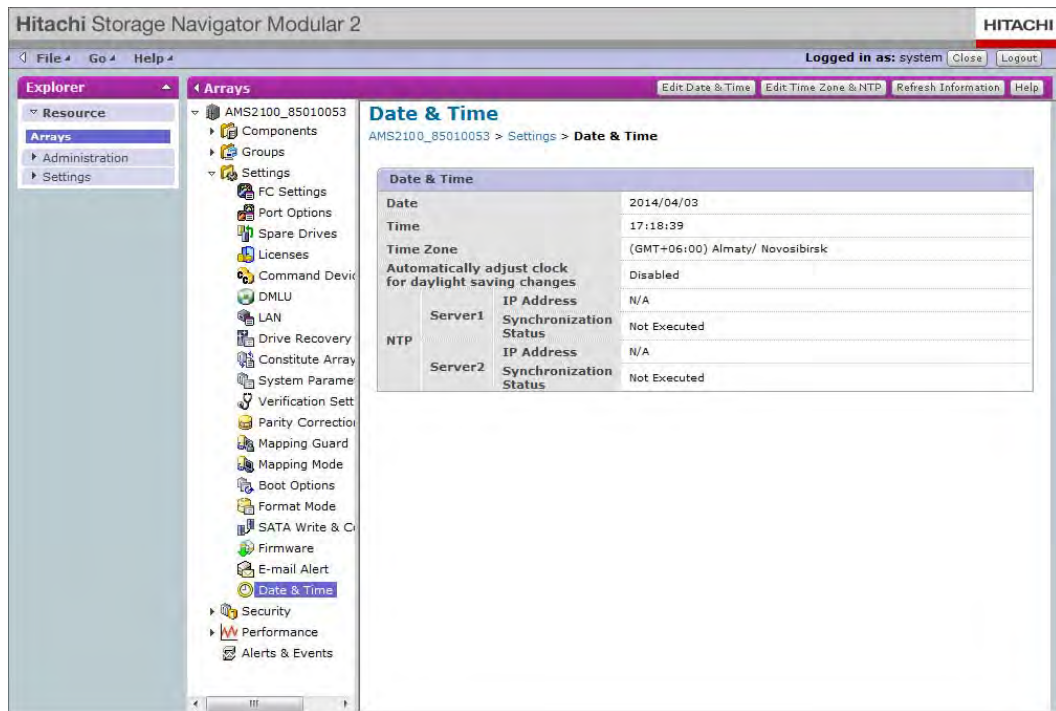 Hitachi Storage Navigator Modular 2
HITACHI
File Go Help
Logged in as: system Close Logout
Explorer
Resource
Arrays
Administration
Settings
Arrays
Edit Date & Time Edit Time Zone & NTP Refresh Information Help
AMS2100_85010053
Components
Groups
Settings
FC Settings
Port Options
Spare Drives
Licenses
Command Devic
DMLU
LAN
Drive Recovery
Constitute Array
System Parame
Verification Sett
Parity Correction
Mapping Guard
Mapping Mode
Boot Options
Format Mode
SATA Write & Co
Firmware
E-mail Alert
Date & Time
Security
Performance
Alerts & Events
Date & Time
AMS2100_85010053 > Settings > Date & Time
Date & Time
Date 2014/04/03
Time 17:18:39
Time Zone (GMT+06:00) Almaty/ Novosibirsk
Automatically adjust clock
for daylight saving changes Disabled
NTP
Server1
IP Address N/A
Synchronization
Status Not Executed
Server2
IP Address N/A
Synchronization
Status Not Executed